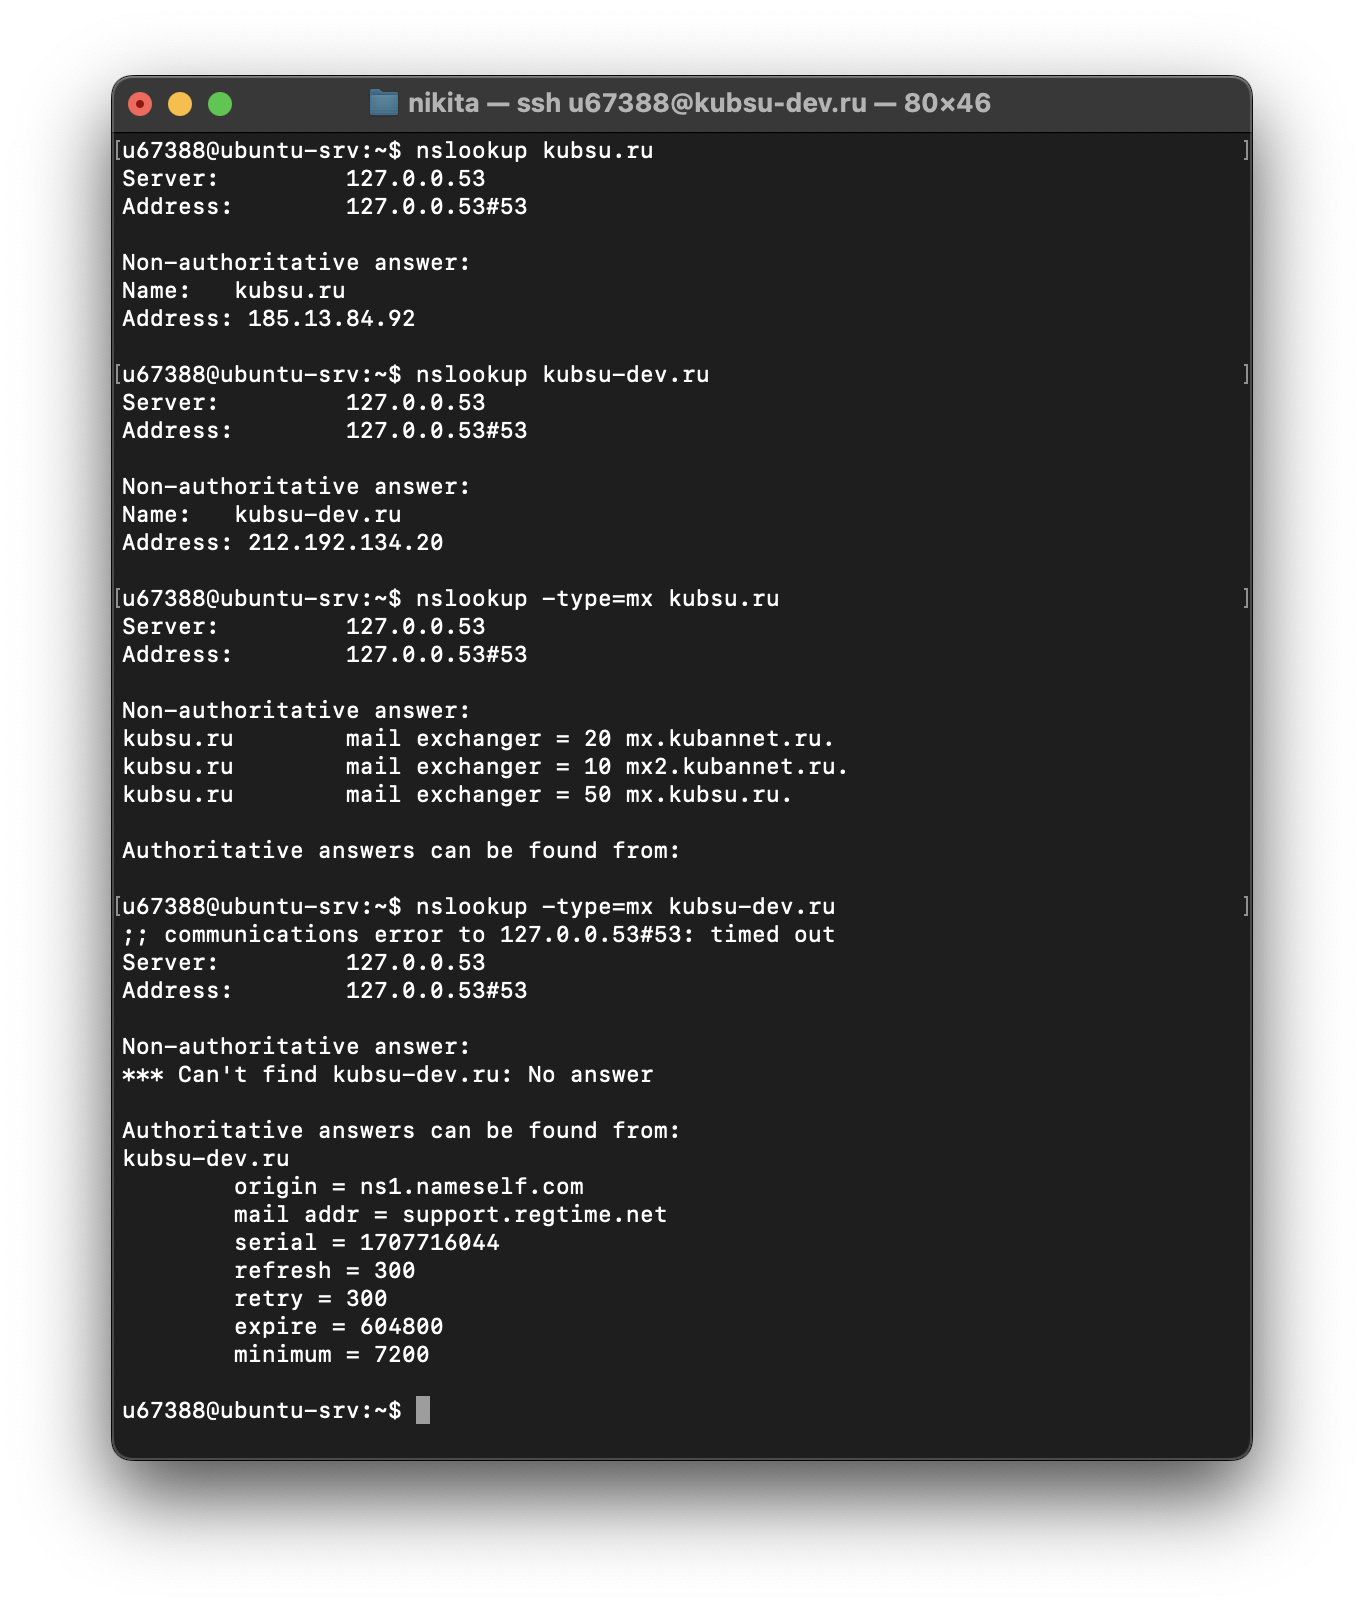 nikita — ssh u67388@kubsu-dev.ru — 80×46
[u67388@ubuntu-srv:~$ nslookup kubsu.ru ]
Server: 127.0.0.53
Address: 127.0.0.53#53
Non-authoritative answer:
Name: kubsu.ru
Address: 185.13.84.92
[u67388@ubuntu-srv:~$ nslookup kubsu-dev.ru ]
Server: 127.0.0.53
Address: 127.0.0.53#53
Non-authoritative answer:
Name: kubsu-dev.ru
Address: 212.192.134.20
[u67388@ubuntu-srv:~$ nslookup -type=mx kubsu.ru ]
Server: 127.0.0.53
Address: 127.0.0.53#53
Non-authoritative answer:
kubsu.ru mail exchanger = 20 mx.kubannet.ru.
kubsu.ru mail exchanger = 10 mx2.kubannet.ru.
kubsu.ru mail exchanger = 50 mx.kubsu.ru.
Authoritative answers can be found from:
[u67388@ubuntu-srv:~$ nslookup -type=mx kubsu-dev.ru ]
;; communications error to 127.0.0.53#53: timed out
Server: 127.0.0.53
Address: 127.0.0.53#53
Non-authoritative answer:
*** Can't find kubsu-dev.ru: No answer
Authoritative answers can be found from:
kubsu-dev.ru
origin = ns1.nameself.com
mail addr = support.regtime.net
serial = 1707716044
refresh = 300
retry = 300
expire = 604800
minimum = 7200
u67388@ubuntu-srv:~$